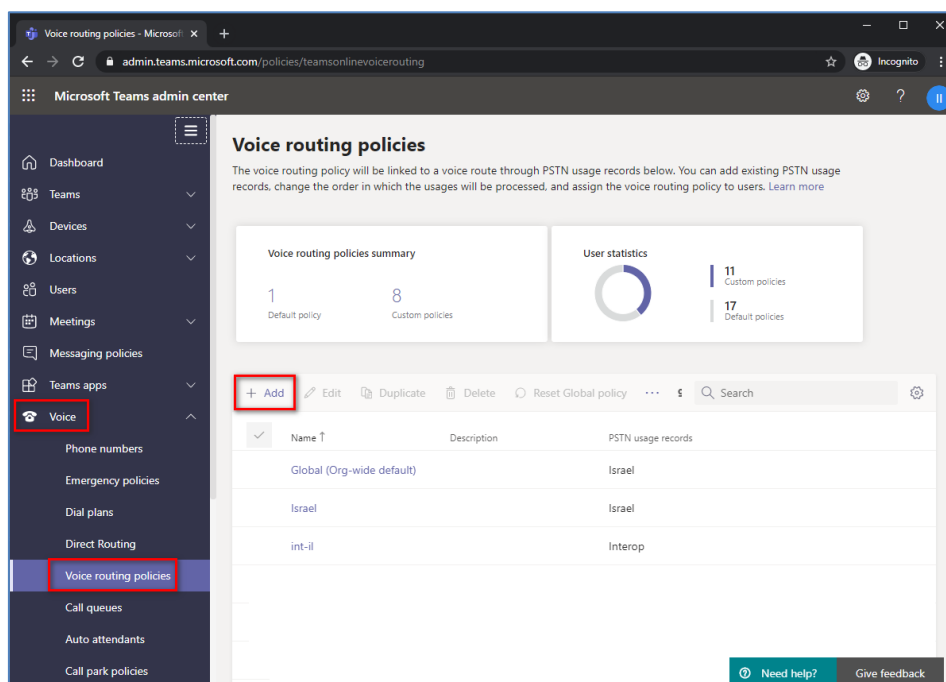 Voice routing policies - Microsoft
admin.teams.microsoft.com/policies/teamsonlinevoicerouting
Incognito
Microsoft Teams admin center
?
II
Dashboard
Teams
Devices
Locations
Users
Meetings
Messaging policies
Teams apps
Voice
Phone numbers
Emergency policies
Dial plans
Direct Routing
Voice routing policies
Call queues
Auto attendants
Call park policies
Voice routing policies
The voice routing policy will be linked to a voice route through PSTN usage records below. You can add existing PSTN usage
records, change the order in which the usages will be processed, and assign the voice routing policy to users. Learn more
Voice routing policies summary
1
Default policy
8
Custom policies
User statistics
11
Custom policies
17
Default policies
+ Add
Edit
Duplicate
Delete
Reset Global policy
...
Search
Name ↑
Description
PSTN usage records
Global (Org-wide default)
Israel
Israel
Israel
int-il
Interop
Need help?
Give feedback